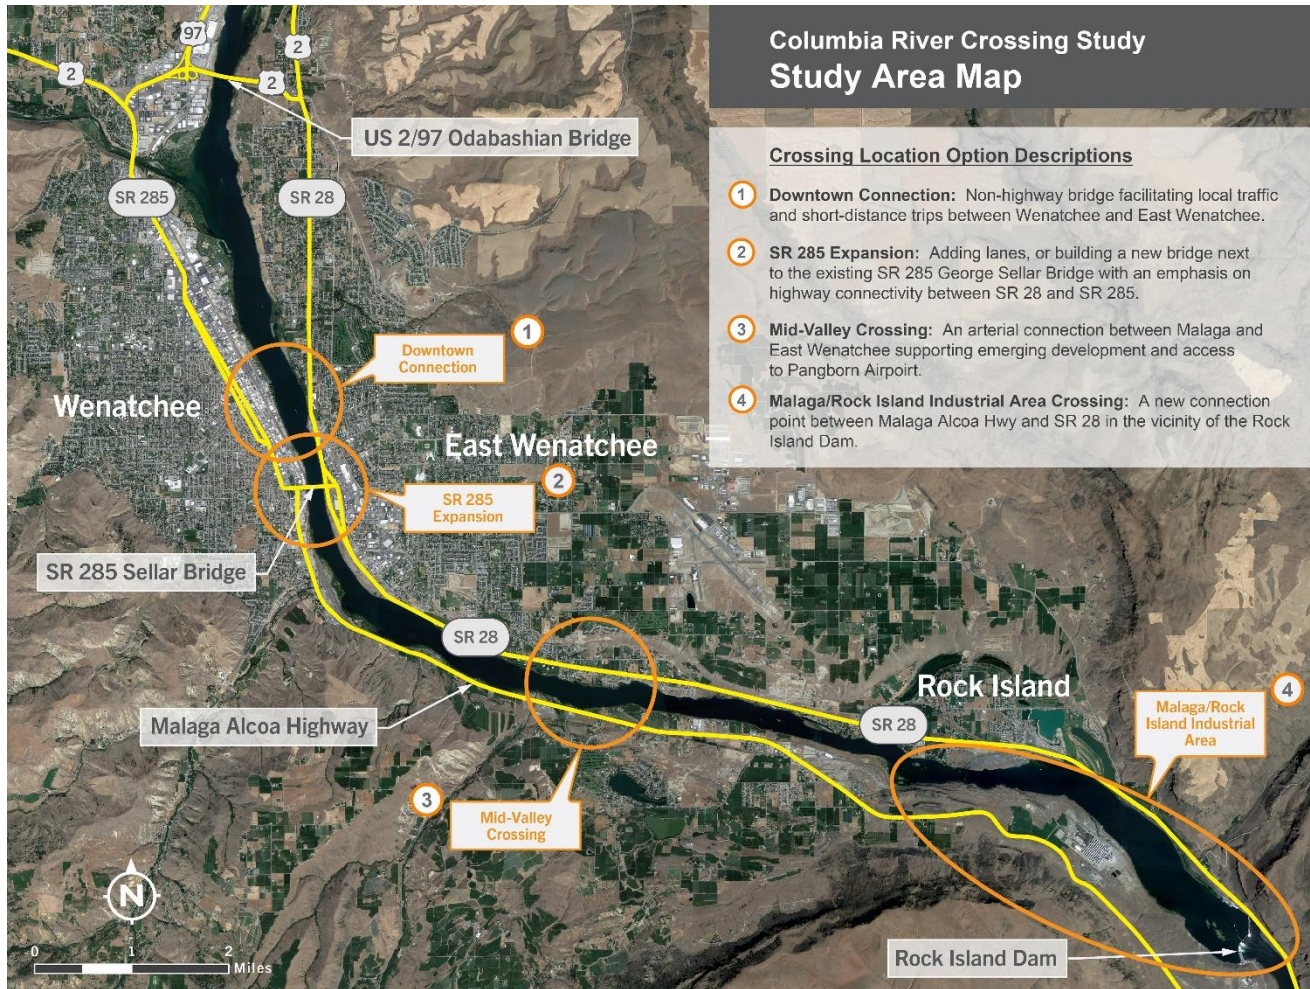 Columbia River Crossing Study
Study Area Map
Crossing Location Option Descriptions
1 Downtown Connection: Non-highway bridge facilitating local traffic
and short-distance trips between Wenatchee and East Wenatchee.
2 SR 285 Expansion: Adding lanes, or building a new bridge next
to the existing SR 285 George Sellar Bridge with an emphasis on
highway connectivity between SR 28 and SR 285.
3 Mid-Valley Crossing: An arterial connection between Malaga and
East Wenatchee supporting emerging development and access
to Pangborn Airpoirt.
4 Malaga/Rock Island Industrial Area Crossing: A new connection
point between Malaga Alcoa Hwy and SR 28 in the vicinity of the Rock
Island Dam.
97
2
2
2
US 2/97 Odabashian Bridge
SR 285
SR 28
1
Downtown
Connection
Wenatchee
East Wenatchee
2
SR 285
Expansion
SR 285 Sellar Bridge
SR 28
Malaga Alcoa Highway
Rock Island
SR 28
4
Malaga/Rock
Island Industrial
Area
3
Mid-Valley
Crossing
N
0 1 2
Miles
Rock Island Dam